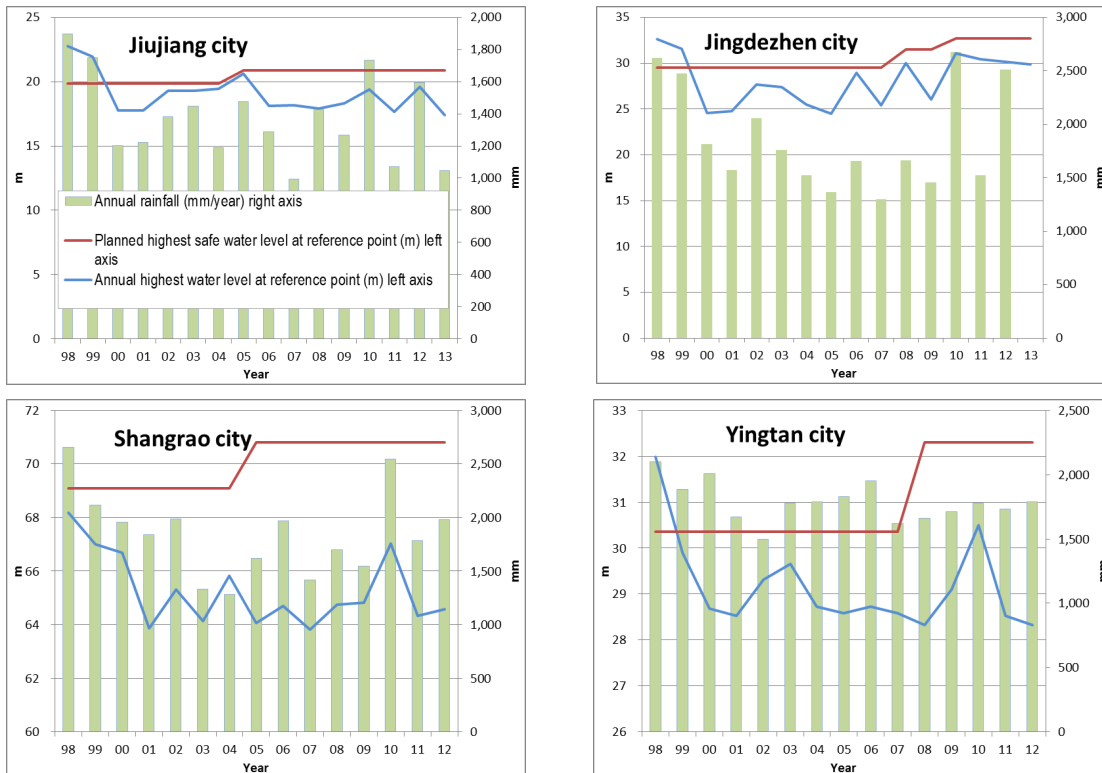 Jiujiang city
25
20
15
10
5
0
m
2,000
1,800
1,600
1,400
1,200
1,000
800
600
400
200
0
mm
Annual rainfall (mm/year) right axis
Planned highest safe water level at reference point (m) left
axis
Annual highest water level at reference point (m) left axis
98 99 00 01 02 03 04 05 06 07 08 09 10 11 12 13
Year
Jingdezhen city
35
30
25
20
15
10
5
0
m
3,000
2,500
2,000
1,500
1,000
500
0
mm
98 99 00 01 02 03 04 05 06 07 08 09 10 11 12 13
Year
Shangrao city
72
70
68
66
64
62
60
m
3,000
2,500
2,000
1,500
1,000
500
0
mm
98 99 00 01 02 03 04 05 06 07 08 09 10 11 12
Year
Yingtan city
33
32
31
30
29
28
27
26
m
2,500
2,000
1,500
1,000
500
0
mm
98 99 00 01 02 03 04 05 06 07 08 09 10 11 12
Year